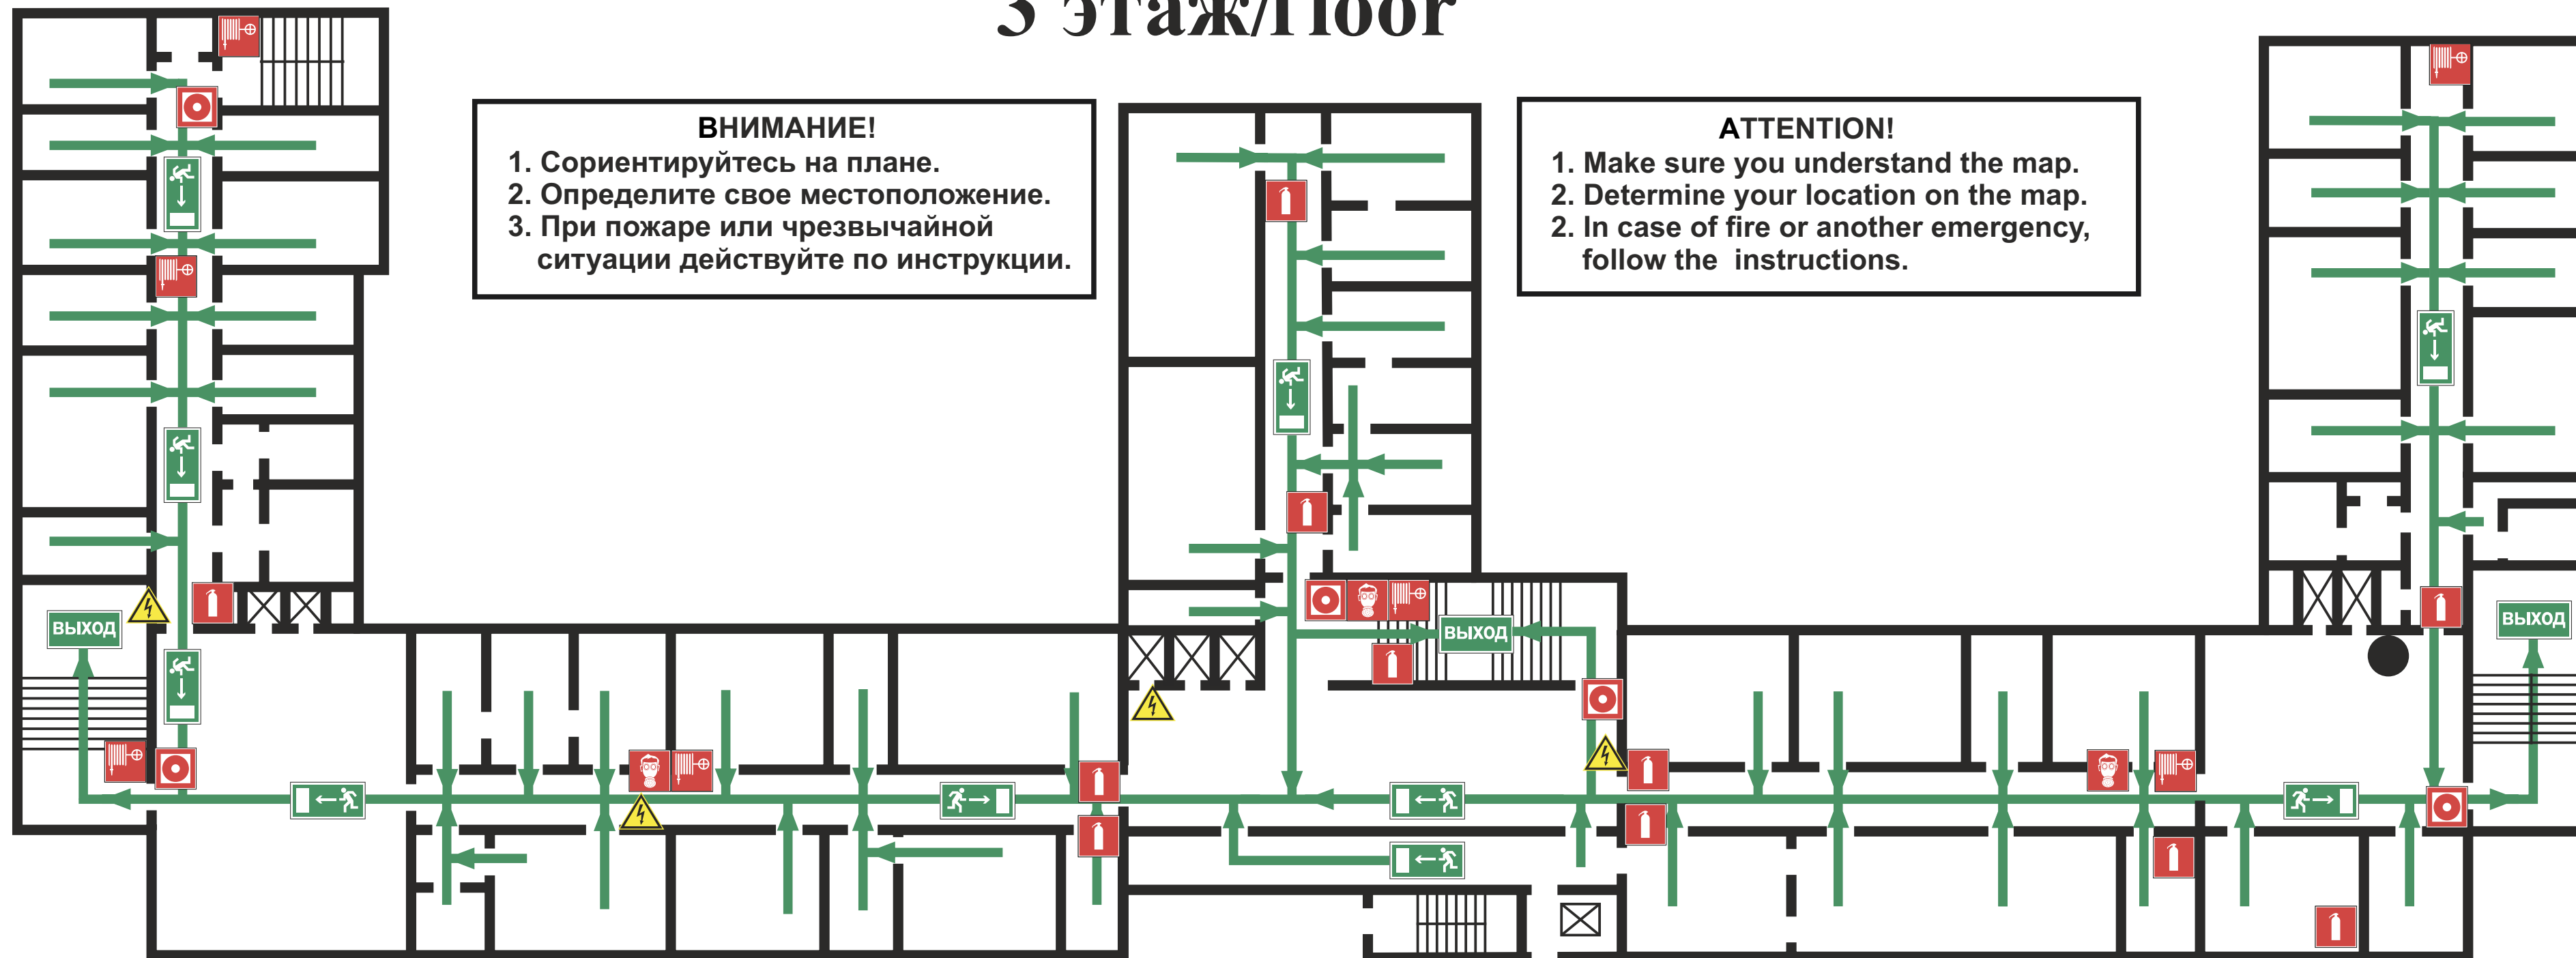 3 этаж/Floor
ВНИМАНИЕ!
1. Сориентируйтесь на плане.
2. Определите свое местоположение.
3. При пожаре или чрезвычайной
ситуации действуйте по инструкции.
ATTENTION!
1. Make sure you understand the map.
2. Determine your location on the map.
2. In case of fire or another emergency,
follow the instructions.
ВЫХОД
ВЫХОД
ВЫХОД